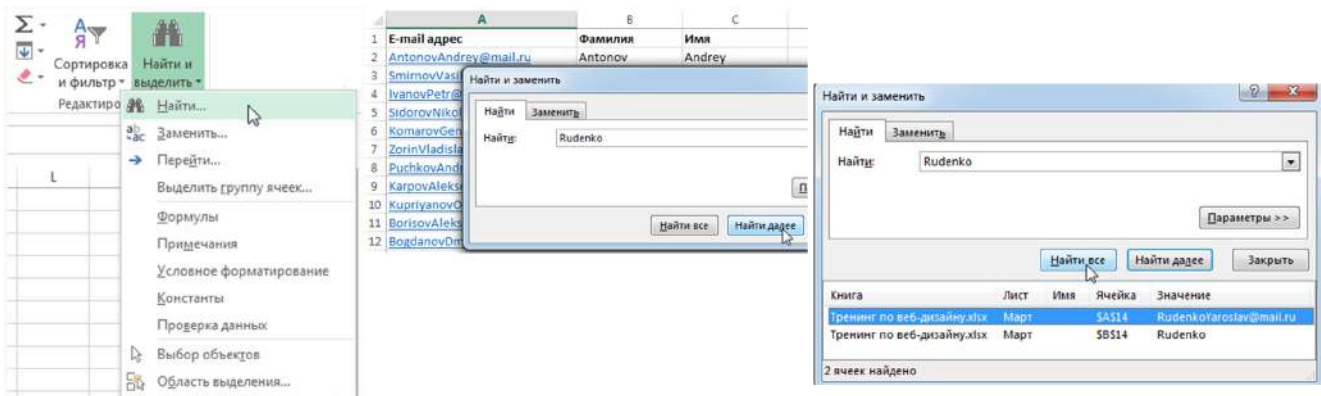 Σ
А
Я
Сортировка
и фильтр
Найти и
выделить
Редактиро
Найти...
Заменить...
Перейти...
Выделить группу ячеек...
Формулы
Примечания
Условное форматирование
Константы
Проверка данных
Выбор объектов
Область выделения...
L
A B C
1 E-mail адрес Фамилия Имя
2 AntonovAndrey@mail.ru Antonov Andrey
3 SmirnovVasil
4 IvanovPetr@
5 SidorovNikol
6 KomarovGen
7 ZorinVladisla
8 PuchkovAnd
9 KarpovAleks
10 KupriyanovO
11 BorisovAleks
12 BogdanovDm
Найти и заменить
Найти Заменить
Найти: Rudenko
П
Найти все Найти далее
Найти и заменить
Найти Заменить
Найти: Rudenko
Параметры >>
Найти все Найти далее Закрыть
Книга Лист Имя Ячейка Значение
Тренинг по веб-дизайну.xlsx Март $A$14 RudenkoYaroslav@mail.ru
Тренинг по веб-дизайну.xlsx Март $B$14 Rudenko
2 ячеек найдено